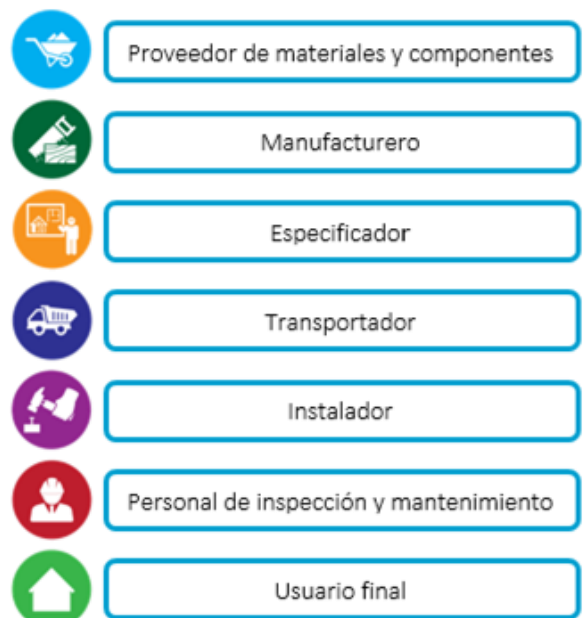 Proveedor de materiales y componentes
Manufacturero
Especificador
Transportador
Instalador
Personal de inspección y mantenimiento
Usuario final